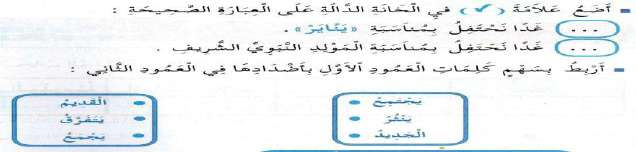 ▪ أَضَعُ عَلَامَةَ (✓) فِي الْخَانَةِ الدَّالَّةِ عَلَى الْعِبَارَةِ الصَّحِيحَةِ :
... غَدًا نَحْتَفِلُ بِمُنَاسَبَةِ «يَنَّايَرْ» .
... غَدًا نَحْتَفِلُ بِمُنَاسَبَةِ الْمَوْلِدِ النَّبَوِيِّ الشَّرِيفِ .
▪ أَرْبِطُ بِسَهْمٍ كَلِمَاتِ الْعَمُودِ الْأَوَّلِ بِأَضْدَادِهَا فِي الْعَمُودِ الثَّانِي :
يَجْتَمِعُ • • الْقَدِيمُ
يَنْثُرُ • • يَتَفَرَّقُ
الْجَدِيدُ • • يَجْمَعُ